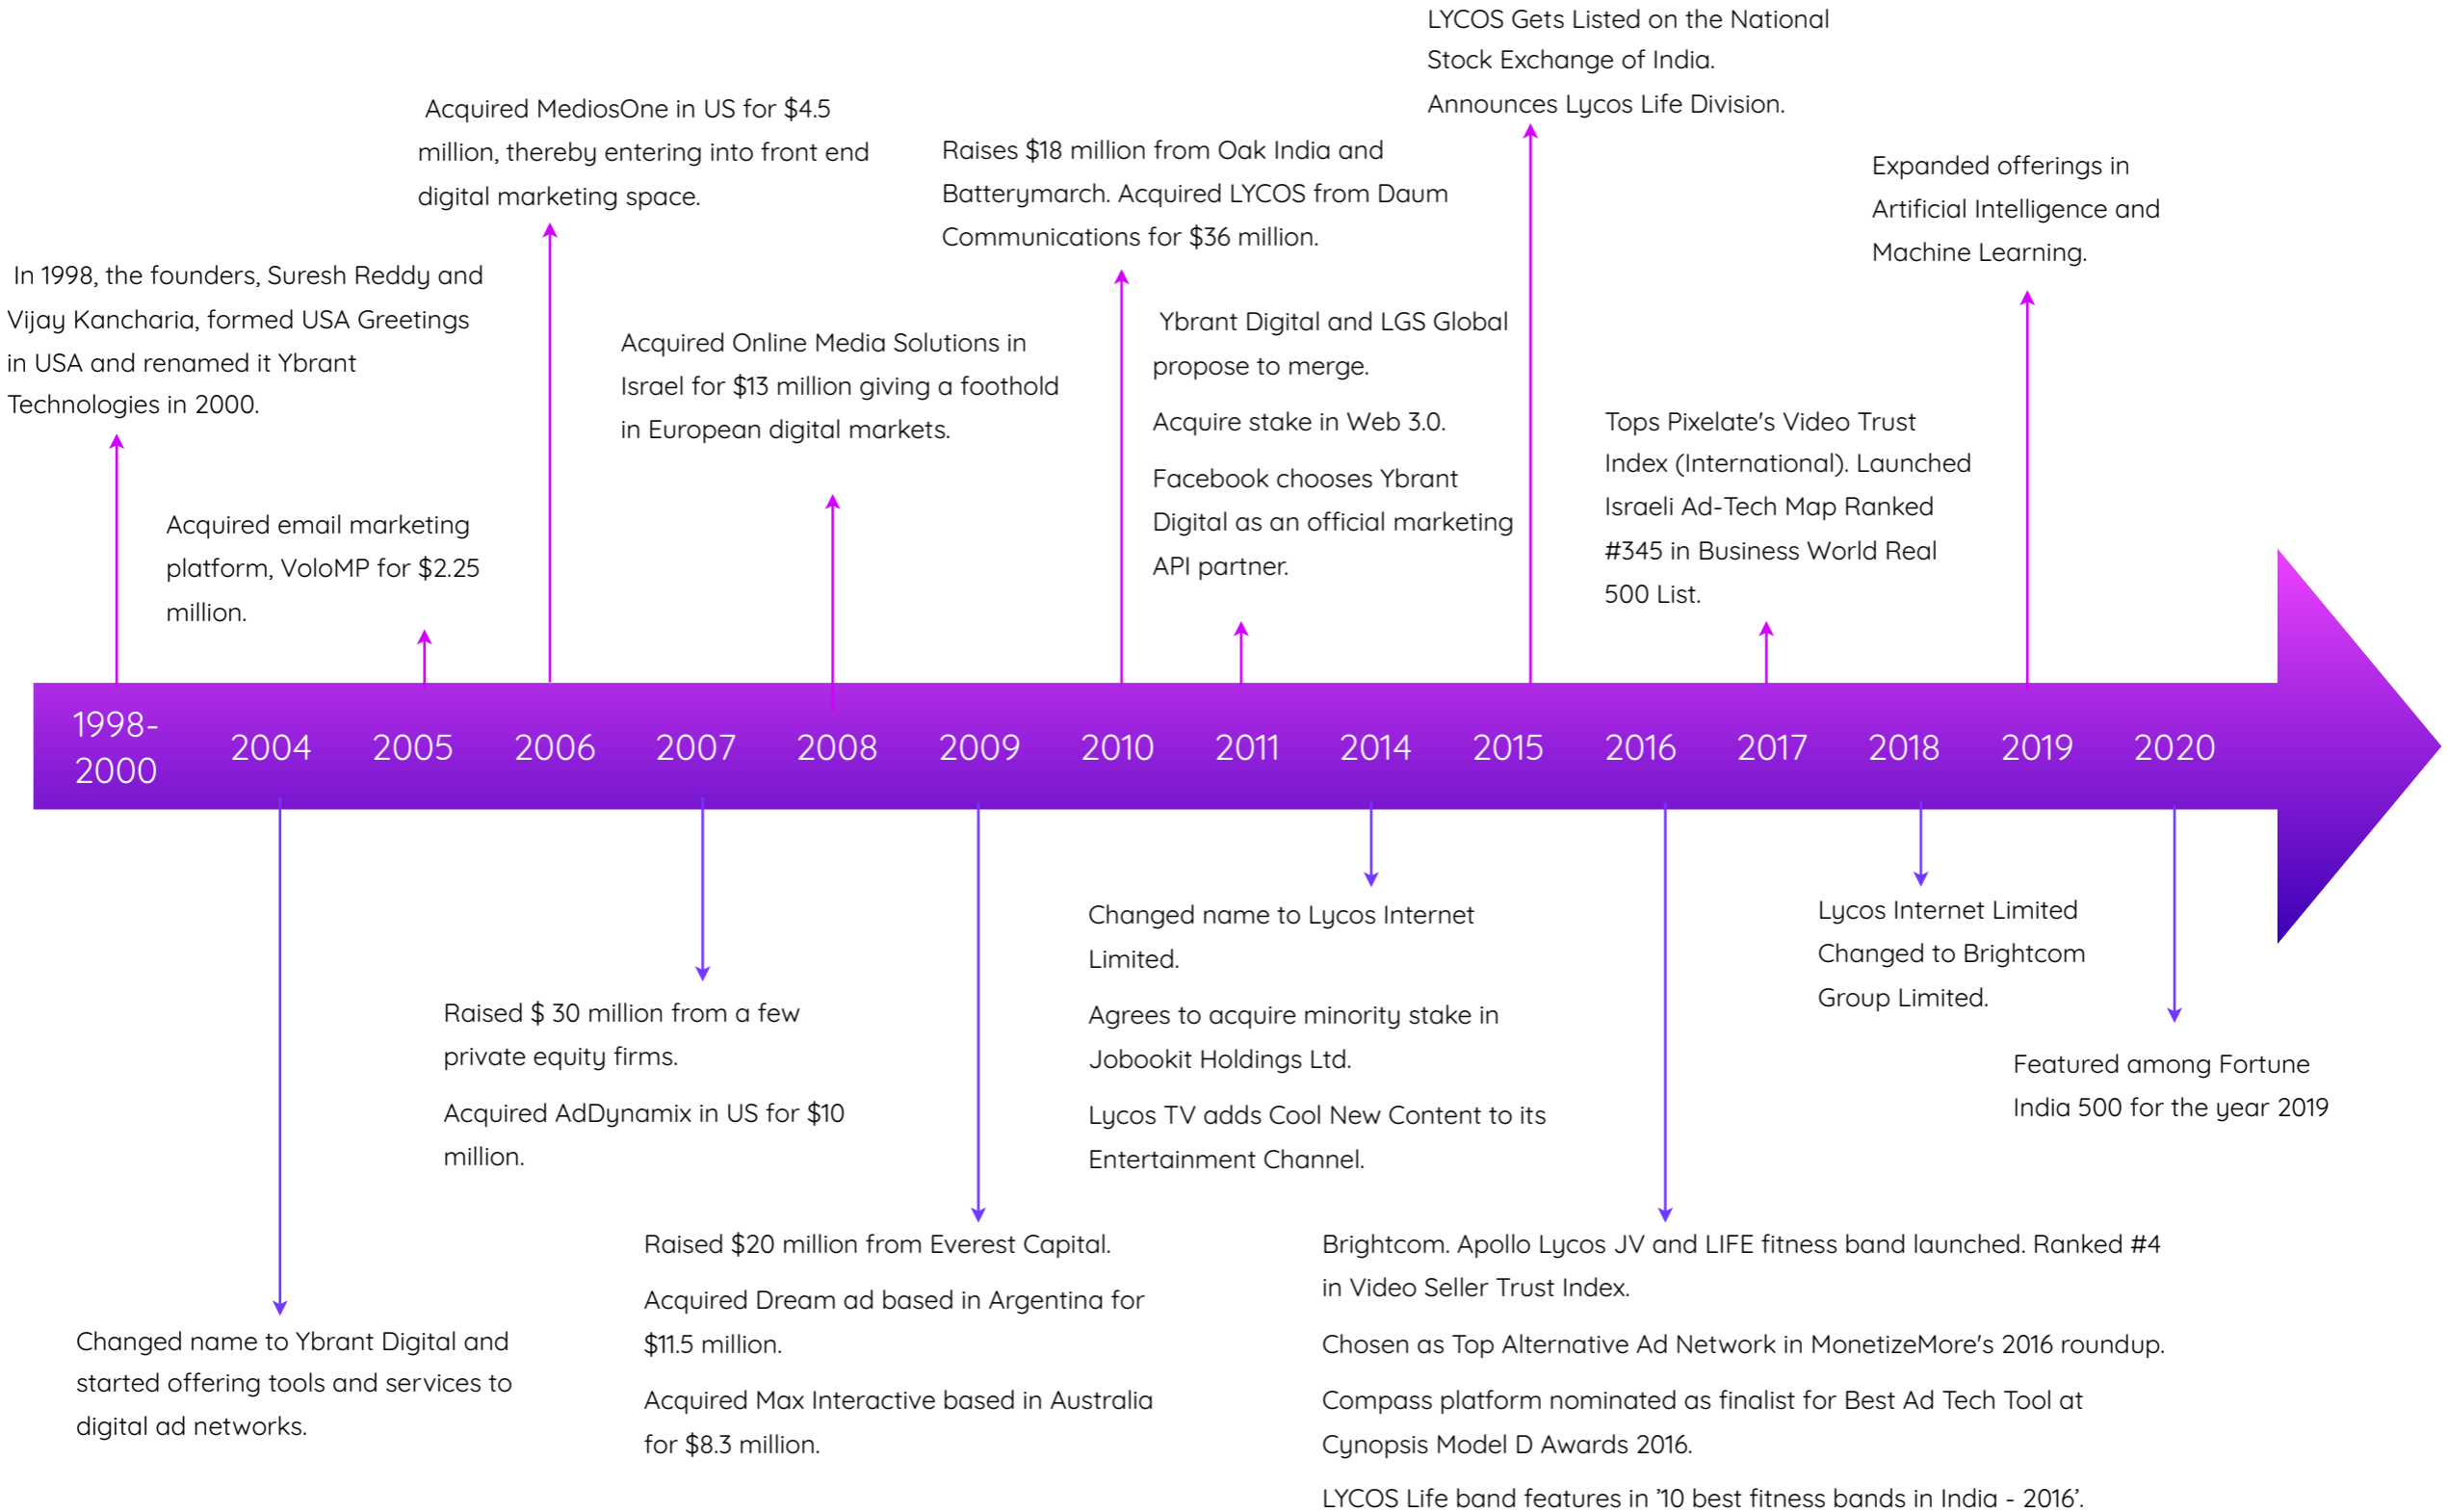 LYCOS Gets Listed on the National
Stock Exchange of India.
Announces Lycos Life Division.
Acquired MediosOne in US for $4.5
million, thereby entering into front end
digital marketing space.
Raises $18 million from Oak India and
Batterymarch. Acquired LYCOS from Daum
Communications for $36 million.
Expanded offerings in
Artificial Intelligence and
Machine Learning.
In 1998, the founders, Suresh Reddy and
Vijay Kancharia, formed USA Greetings
in USA and renamed it Ybrant
Technologies in 2000.
Acquired Online Media Solutions in
Israel for $13 million giving a foothold
in European digital markets.
Ybrant Digital and LGS Global
propose to merge.
Acquire stake in Web 3.0.
Facebook chooses Ybrant
Digital as an official marketing
API partner.
Tops Pixelate's Video Trust
Index (International). Launched
Israeli Ad-Tech Map Ranked
#345 in Business World Real
500 List.
Acquired email marketing
platform, VoloMP for $2.25
million.
1998-
2000
2004
2005
2006
2007
2008
2009
2010
2011
2014
2015
2016
2017
2018
2019
2020
Changed name to Lycos Internet
Limited.
Agrees to acquire minority stake in
Jobookit Holdings Ltd.
Lycos TV adds Cool New Content to its
Entertainment Channel.
Lycos Internet Limited
Changed to Brightcom
Group Limited.
Raised $ 30 million from a few
private equity firms.
Acquired AdDynamix in US for $10
million.
Featured among Fortune
India 500 for the year 2019
Raised $20 million from Everest Capital.
Acquired Dream ad based in Argentina for
$11.5 million.
Acquired Max Interactive based in Australia
for $8.3 million.
Brightcom. Apollo Lycos JV and LIFE fitness band launched. Ranked #4
in Video Seller Trust Index.
Chosen as Top Alternative Ad Network in MonetizeMore's 2016 roundup.
Compass platform nominated as finalist for Best Ad Tech Tool at
Cynopsis Model D Awards 2016.
LYCOS Life band features in ’10 best fitness bands in India - 2016’.
Changed name to Ybrant Digital and
started offering tools and services to
digital ad networks.